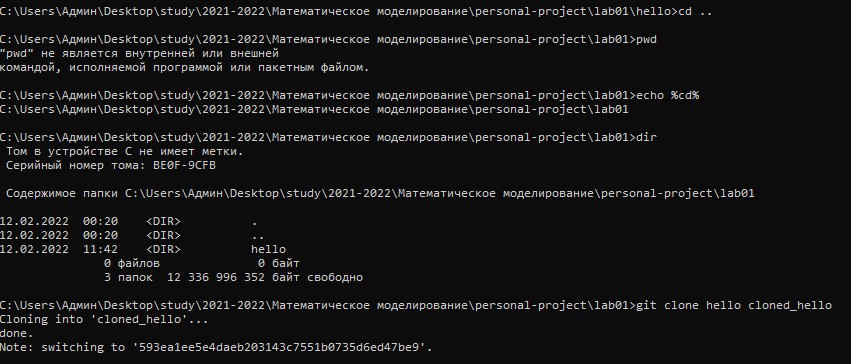 C:\Users\Админ\Desktop\study\2021-2022\Математическое моделирование\personal-project\lab01\hello>cd ..
C:\Users\Админ\Desktop\study\2021-2022\Математическое моделирование\personal-project\lab01>pwd
"pwd" не является внутренней или внешней
командой, исполняемой программой или пакетным файлом.
C:\Users\Админ\Desktop\study\2021-2022\Математическое моделирование\personal-project\lab01>echo %cd%
C:\Users\Админ\Desktop\study\2021-2022\Математическое моделирование\personal-project\lab01
C:\Users\Админ\Desktop\study\2021-2022\Математическое моделирование\personal-project\lab01>dir
Том в устройстве C не имеет метки.
Серийный номер тома: BE0F-9CFB
Содержимое папки C:\Users\Админ\Desktop\study\2021-2022\Математическое моделирование\personal-project\lab01
12.02.2022  00:20    <DIR>          .
12.02.2022  00:20    <DIR>          ..
12.02.2022  11:42    <DIR>          hello
0 файлов              0 байт
3 папок  12 336 996 352 байт свободно
C:\Users\Админ\Desktop\study\2021-2022\Математическое моделирование\personal-project\lab01>git clone hello cloned_hello
Cloning into 'cloned_hello'...
done.
Note: switching to '593ea1ee5e4daeb203143c7551b0735d6ed47be9'.